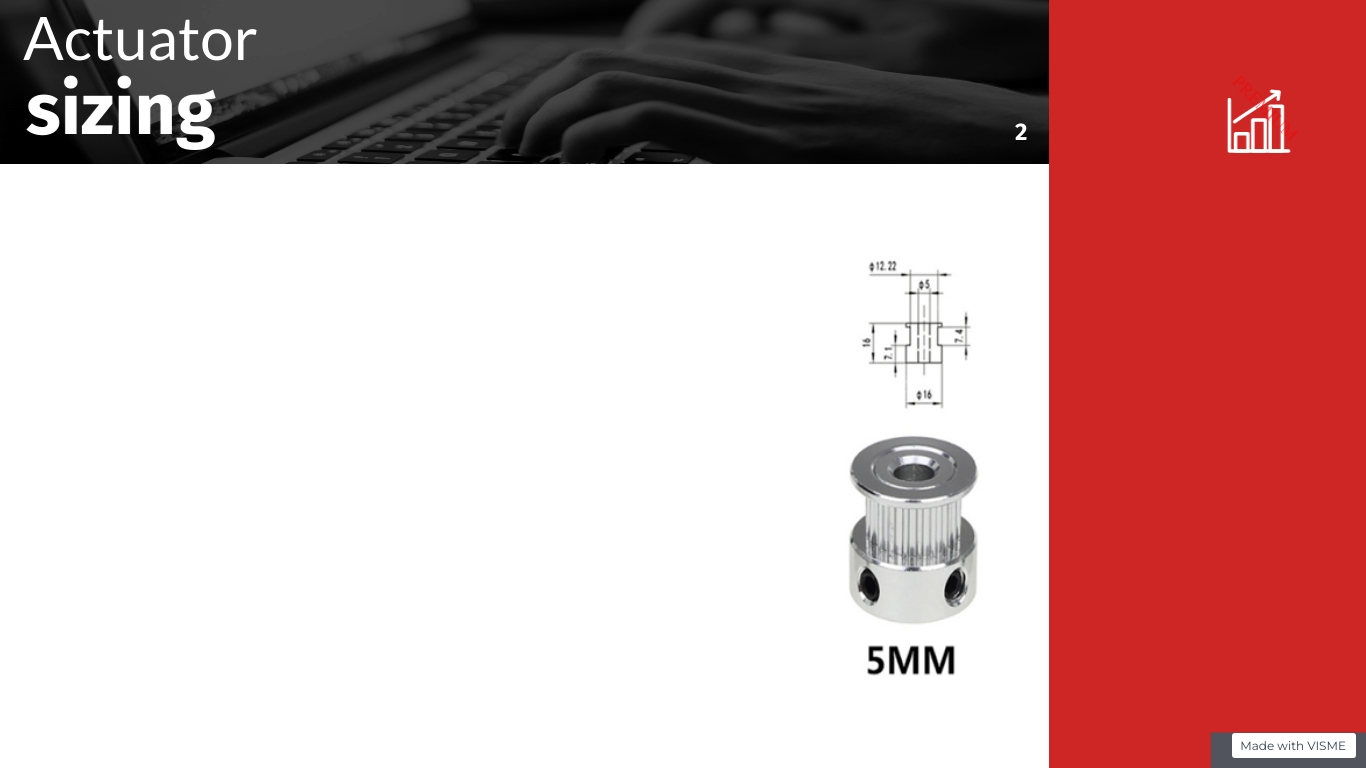 Actuator
sizing
2
ϕ12.22
ϕ5
16
7.1
7.4
ϕ16
5MM
Made with VISME